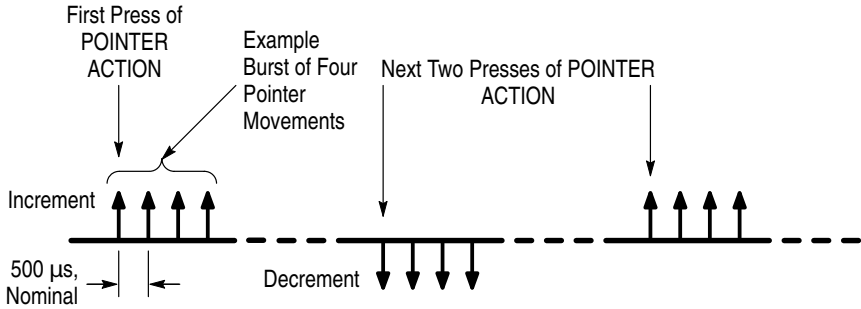 First Press of
POINTER
ACTION
Example
Burst of Four
Pointer
Movements
Next Two Presses of POINTER
ACTION
Increment
500 µs,
Nominal
Decrement